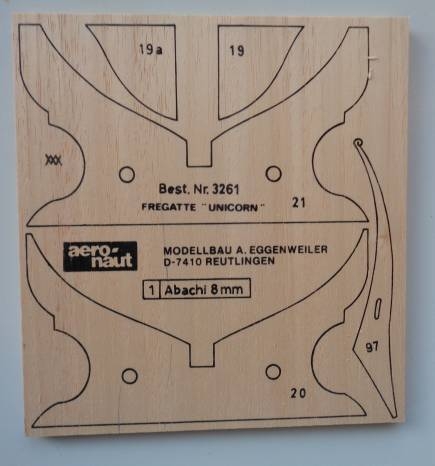 19a 19
XXX
Best. Nr. 3261
FREGATTE "UNICORN"
21
aero-
naut
MODELLBAU A. EGGENWEILER
D-7410 REUTLINGEN
1 Abachi 8mm
97
20